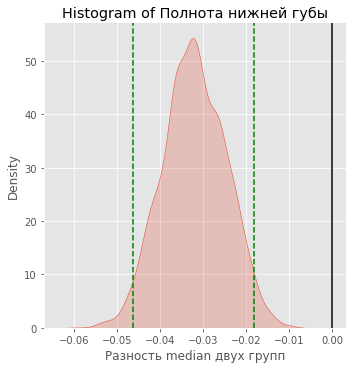 Histogram of Полнота нижней губы
Density
50
40
30
20
10
0
−0.06 −0.05 −0.04 −0.03 −0.02 −0.01 0.00
Разность median двух групп